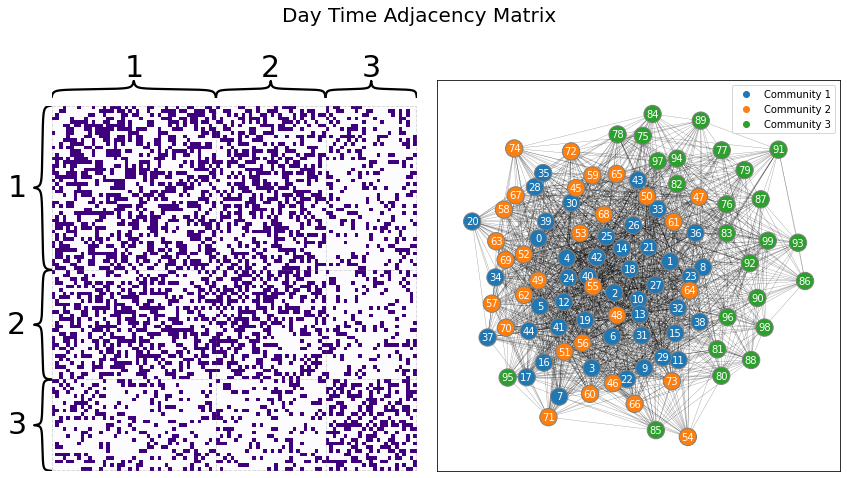 Day Time Adjacency Matrix
1 2 3
1
2
3
Community 1
Community 2
Community 3
84
89
78 75
74 72 77 91
97 94
35 59 65 79
28 45 43 82
67 50 47 87
58 30 33 76
20 39 68 61
26 36 83
63 0 53 25 99 93
14 21
69 52 4 42 1 92
34 24 40 18 23 8 86
49 55 27 64
57 62 5 12 2 10 90
32
70 44 41 19 48 13 38 96 98
37 6 31 15
51 56 81
16 29 11 88
95 17 3 9 80
46 22 73
7 60
66
71
85 54